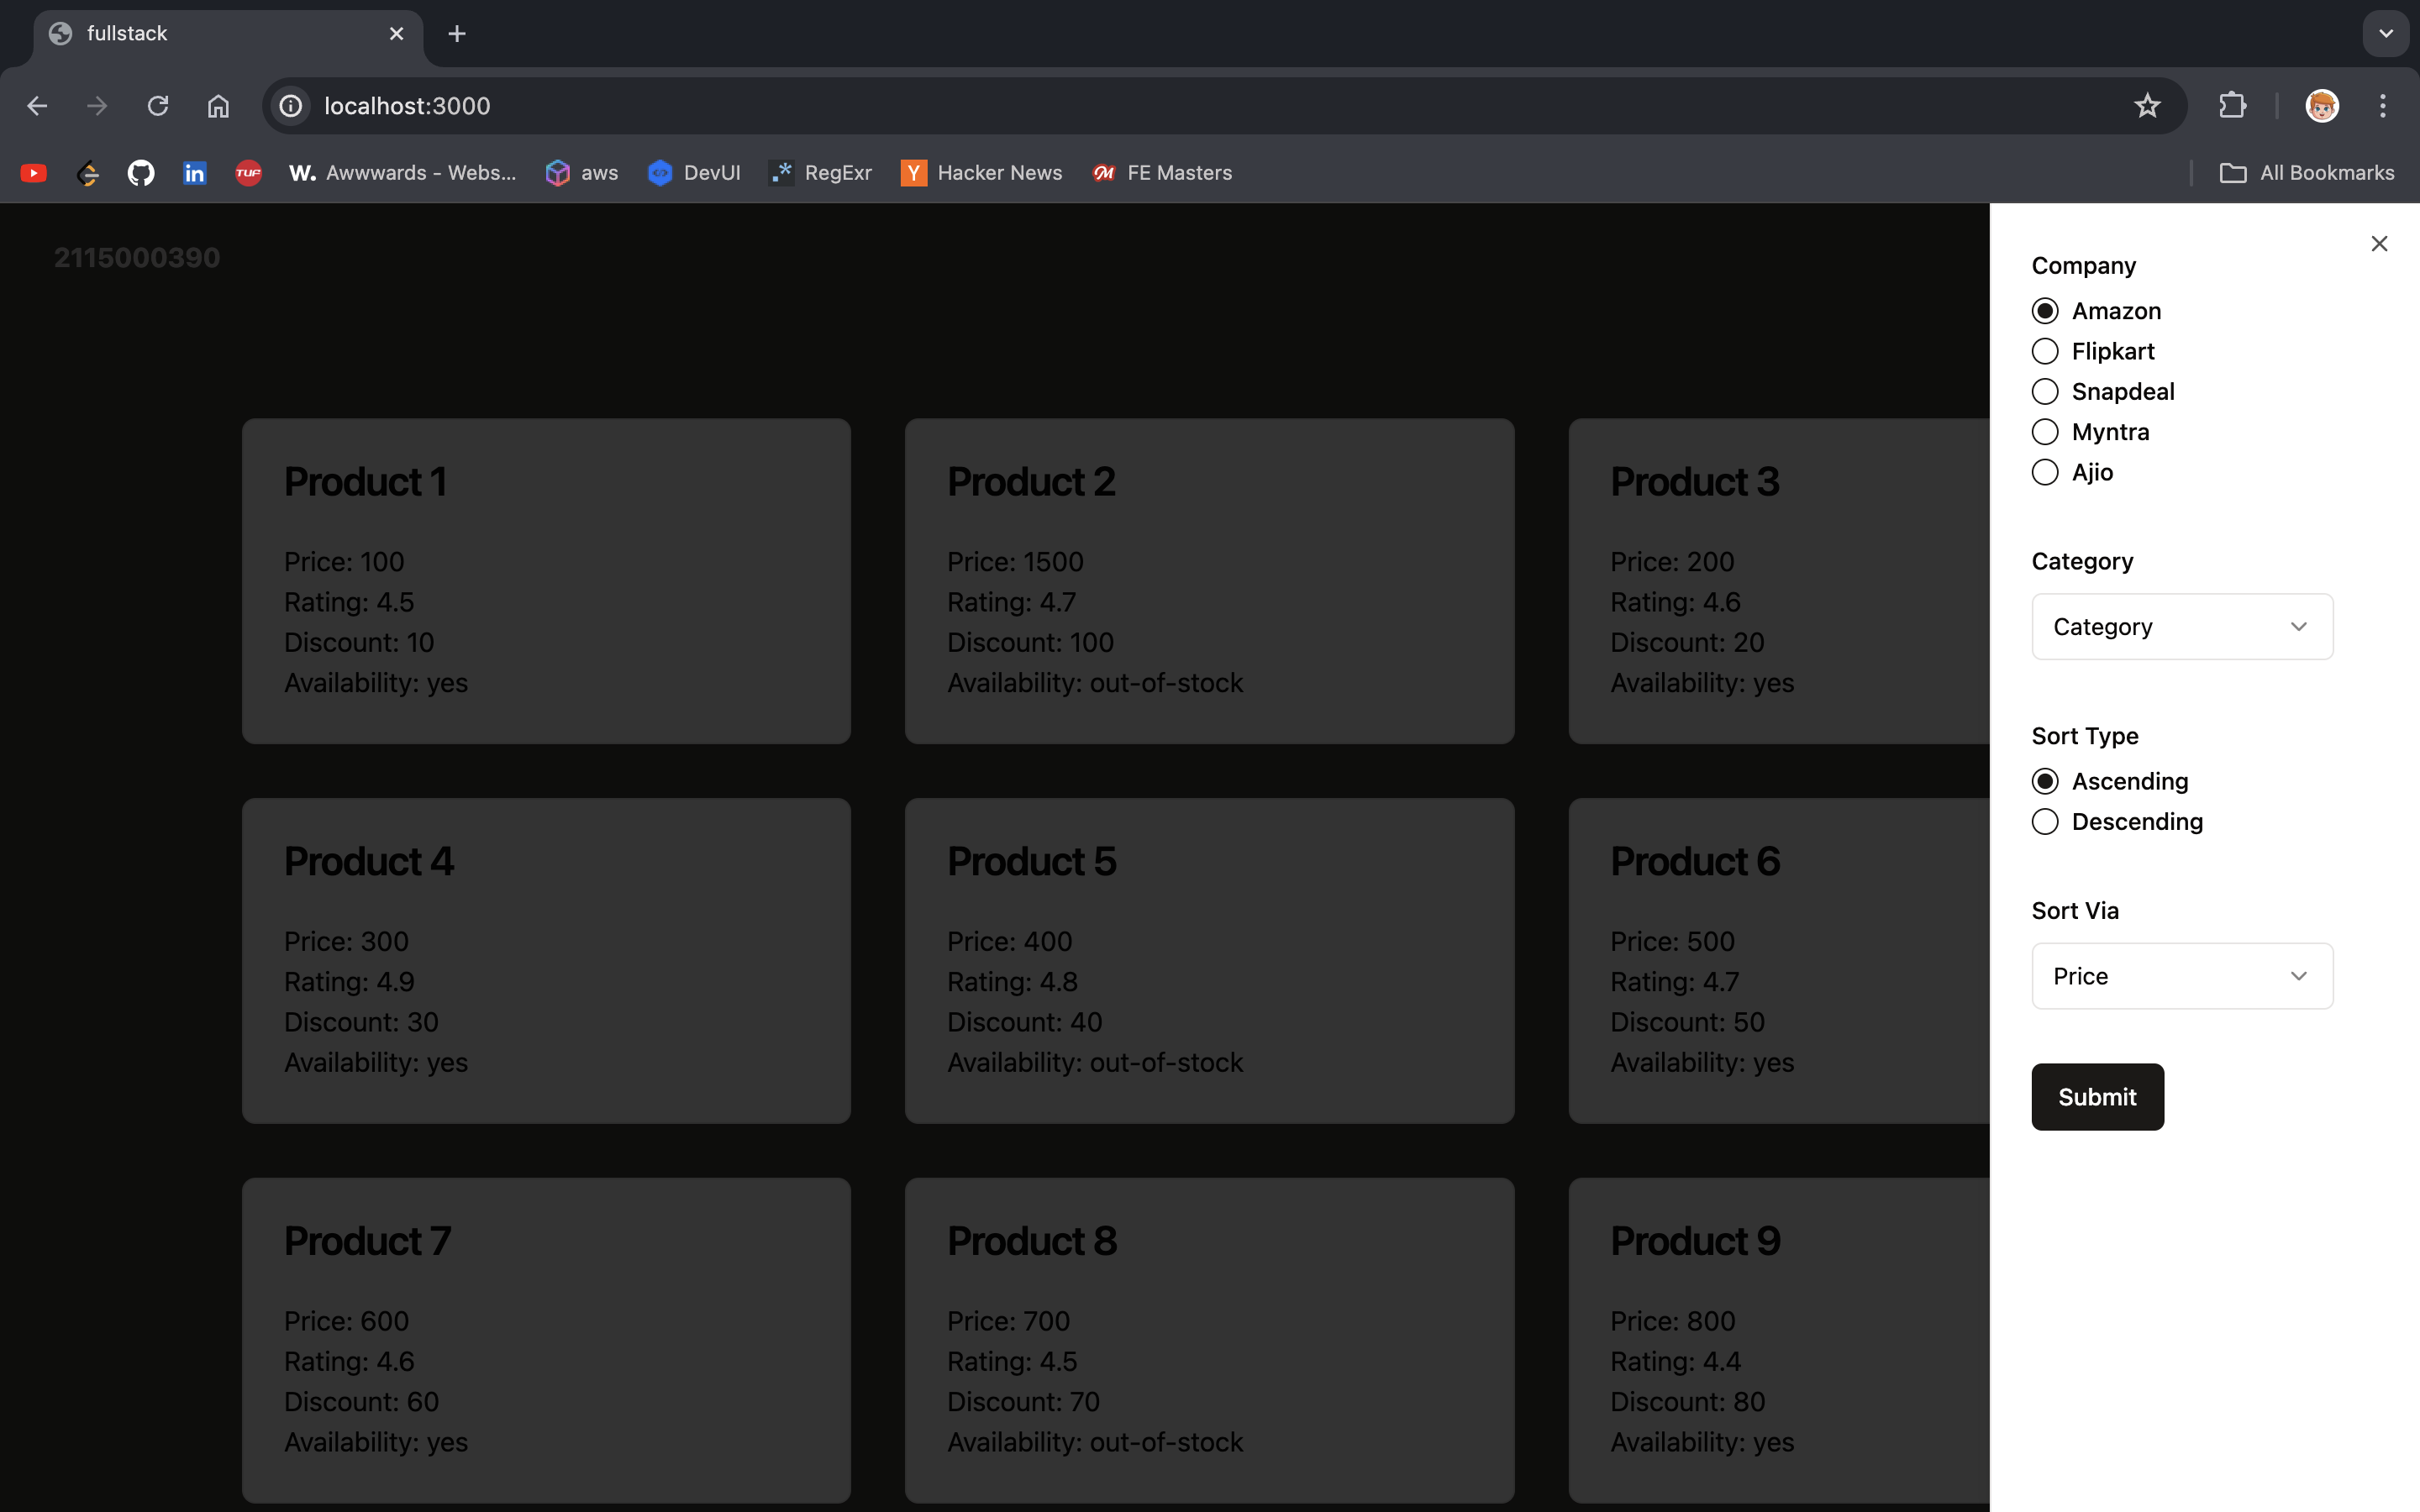 fullstack
localhost:3000
TUF
W. Awwwards - Webs...
aws
DevUI
.* RegExr
Y Hacker News
FE Masters
All Bookmarks
2115000390
Product 1
Price: 100
Rating: 4.5
Discount: 10
Availability: yes
Product 2
Price: 1500
Rating: 4.7
Discount: 100
Availability: out-of-stock
Product 3
Price: 200
Rating: 4.6
Discount: 20
Availability: yes
Product 4
Price: 300
Rating: 4.9
Discount: 30
Availability: yes
Product 5
Price: 400
Rating: 4.8
Discount: 40
Availability: out-of-stock
Product 6
Price: 500
Rating: 4.7
Discount: 50
Availability: yes
Product 7
Price: 600
Rating: 4.6
Discount: 60
Availability: yes
Product 8
Price: 700
Rating: 4.5
Discount: 70
Availability: out-of-stock
Product 9
Price: 800
Rating: 4.4
Discount: 80
Availability: yes
Company
Amazon
Flipkart
Snapdeal
Myntra
Ajio
Category
Category
Sort Type
Ascending
Descending
Sort Via
Price
Submit